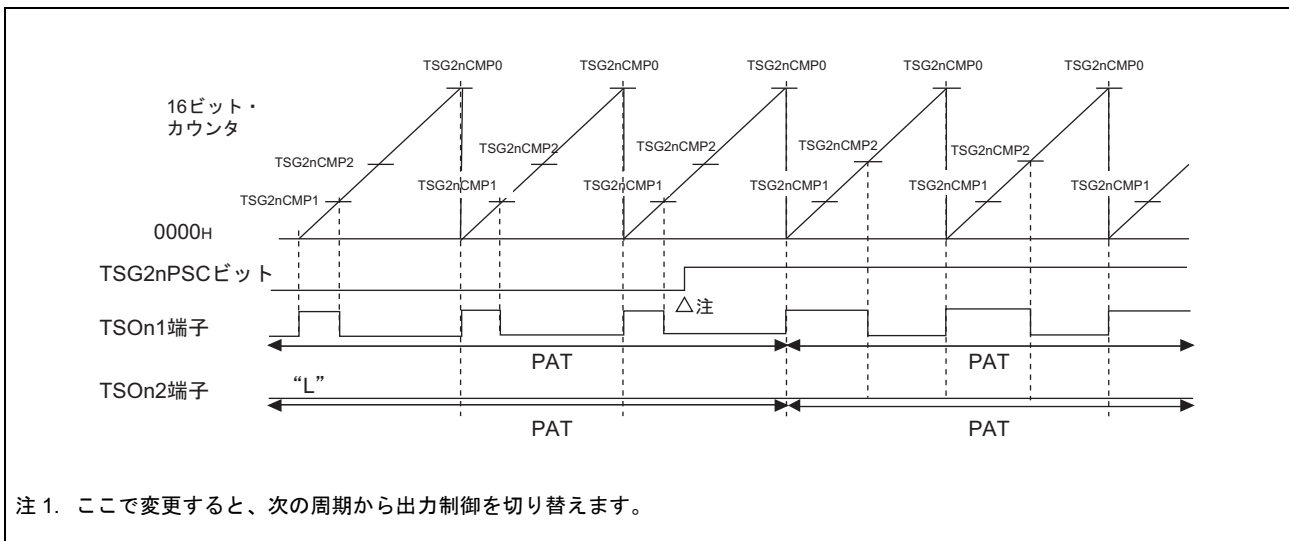 TSG2nCMP0 TSG2nCMP0 TSG2nCMP0 TSG2nCMP0 TSG2nCMP0
16ビット・
カウンタ
TSG2nCMP2 TSG2nCMP2 TSG2nCMP2 TSG2nCMP2 TSG2nCMP2
TSG2nCMP1 TSG2nCMP1 TSG2nCMP1 TSG2nCMP1 TSG2nCMP1 TSG2nCMP1
0000H
TSG2nPSCビット
△注
TSOn1端子
PAT PAT
TSOn2端子 “L”
PAT PAT
注 1. ここで変更すると、次の周期から出力制御を切り替えます。